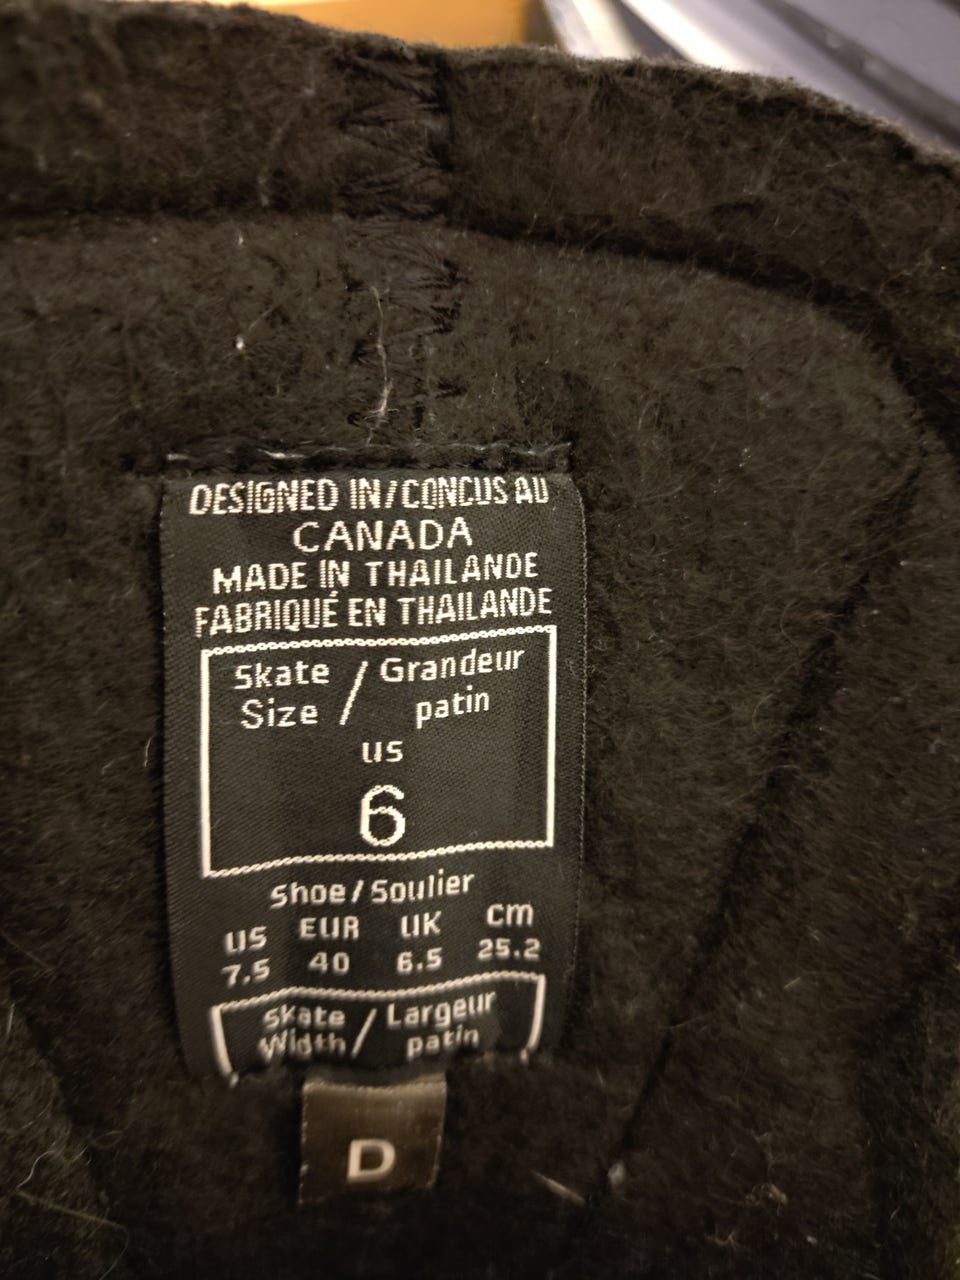 DESIGNED IN/CONCUS AU
CANADA
MADE IN THAILANDE
FABRIQUÉ EN THAILANDE
Skate Size / Grandeur patin
US
6
Shoe/Soulier
US EUR UK cm
7.5 40 6.5 25.2
Skate Width / Largeur patin
D